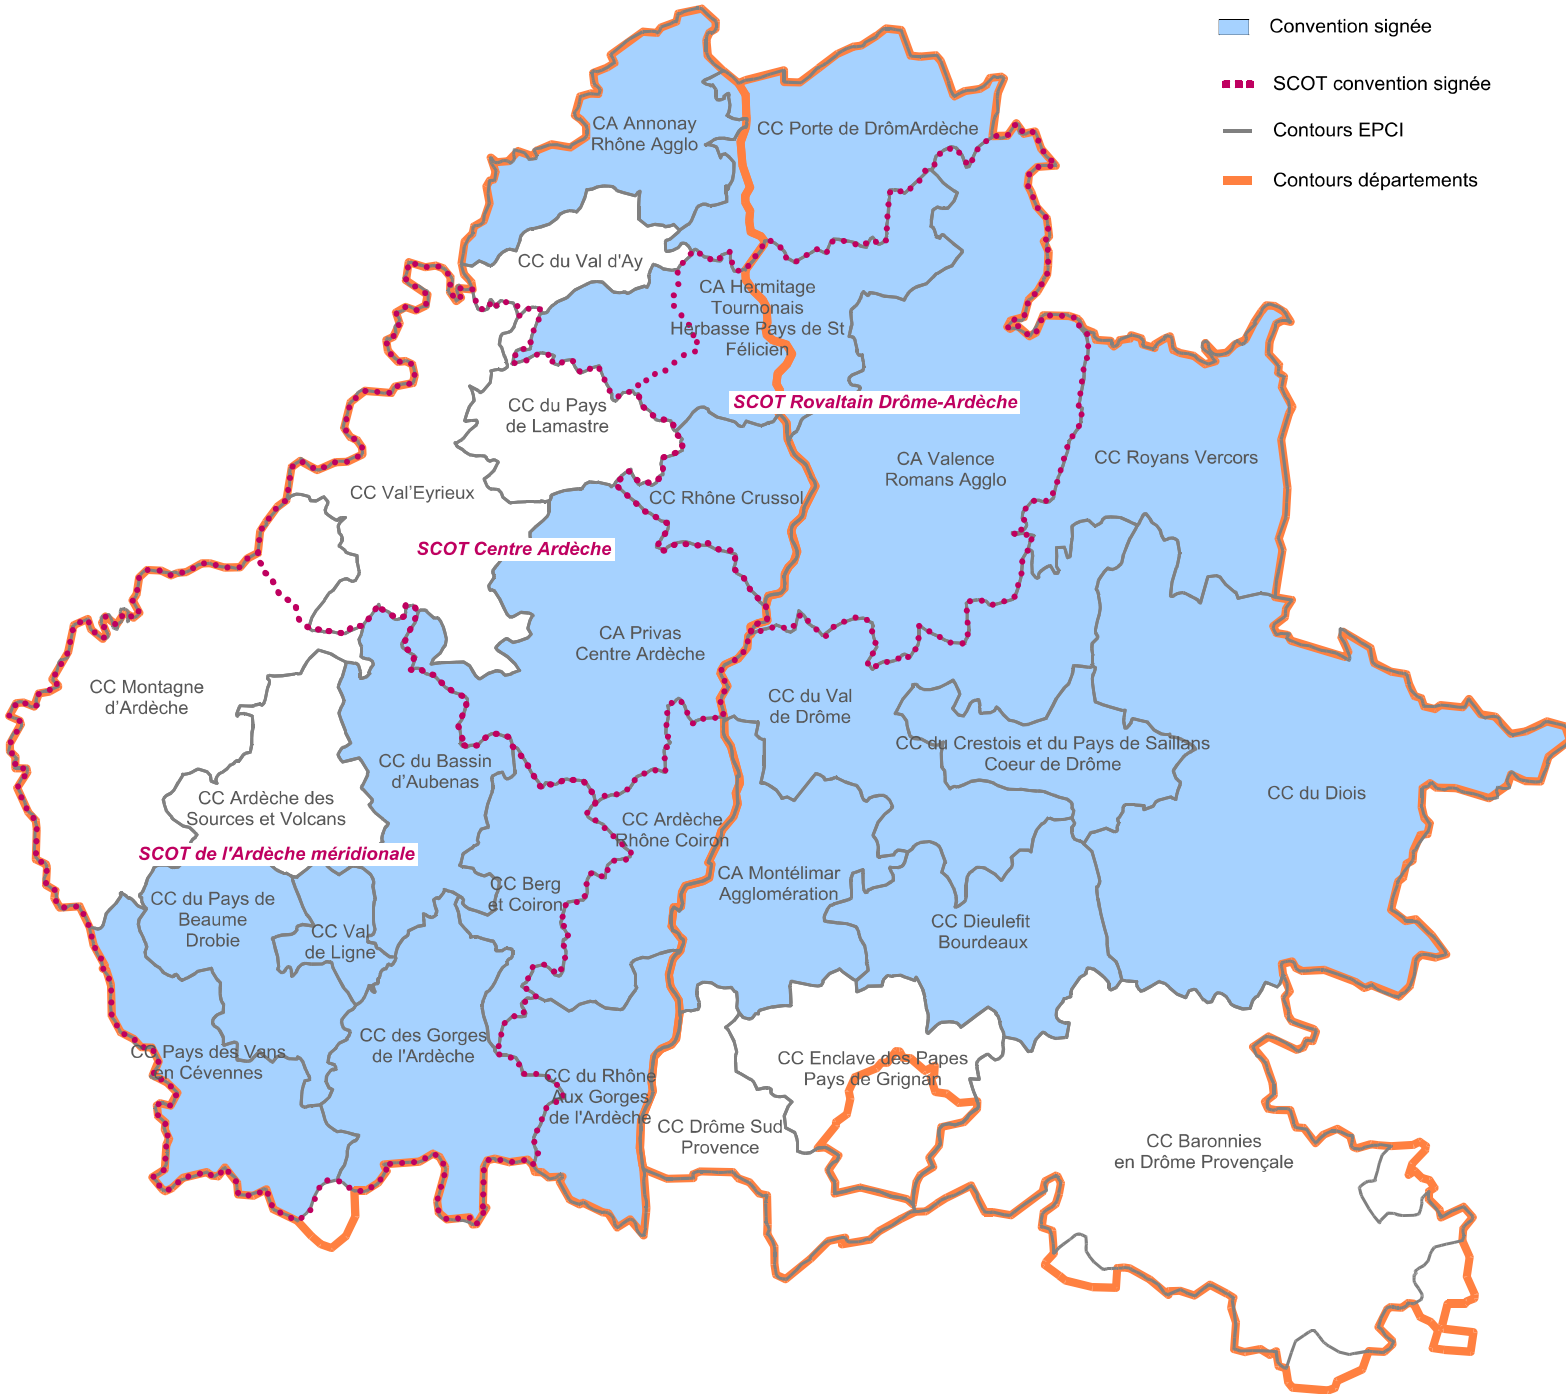 Convention signée
SCOT convention signée
Contours EPCI
Contours départements
CA Annonay
Rhône Agglo
CC Porte de DrômArdèche
CC du Val d'Ay
CA Hermitage
Tournonais
Herbasse Pays de St
Félicien
SCOT Rovaltain Drôme-Ardèche
CC du Pays
de Lamastre
CA Valence
Romans Agglo
CC Royans Vercors
CC Val'Eyrieux
CC Rhône Crussol
SCOT Centre Ardèche
CA Privas
Centre Ardèche
CC Montagne
d'Ardèche
CC du Val
de Drôme
CC du Crestois et du Pays de Saillans
Coeur de Drôme
CC du Bassin
d'Aubenas
CC du Diois
CC Ardèche des
Sources et Volcans
CC Ardèche
Rhône Coiron
SCOT de l'Ardèche méridionale
CA Montélimar
Agglomération
CC Berg
et Coiron
CC du Pays de
Beaume
Drobie
CC Val
de Ligne
CC Dieulefit
Bourdeaux
CC des Gorges
de l'Ardèche
CC Pays des Vans
en Cévennes
CC Enclave des Papes
Pays de Grignan
CC du Rhône
Aux Gorges
de l'Ardèche
CC Drôme Sud
Provence
CC Baronnies
en Drôme Provençale